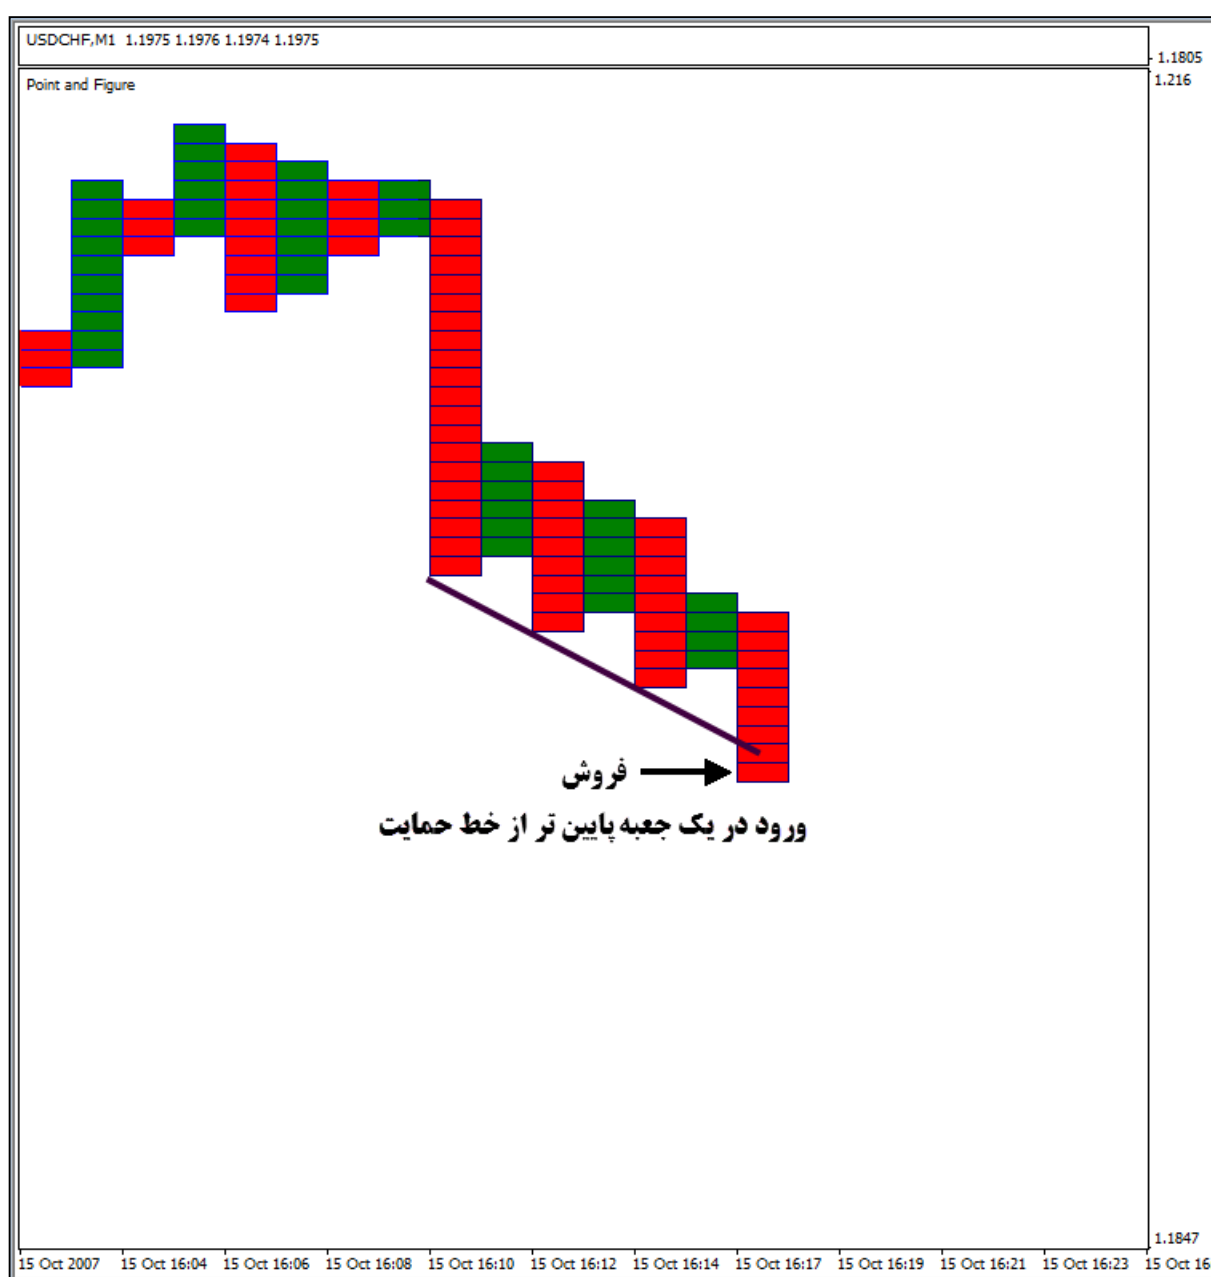 USDCHF,M1 1.1975 1.1976 1.1974 1.1975
1.1805
1.216
Point and Figure
فروش
ورود در یک جعبه پایین تر از خط حمایت
1.1847
15 Oct 2007 15 Oct 16:04 15 Oct 16:06 15 Oct 16:08 15 Oct 16:10 15 Oct 16:12 15 Oct 16:14 15 Oct 16:17 15 Oct 16:19 15 Oct 16:21 15 Oct 16:23 15 Oct 16